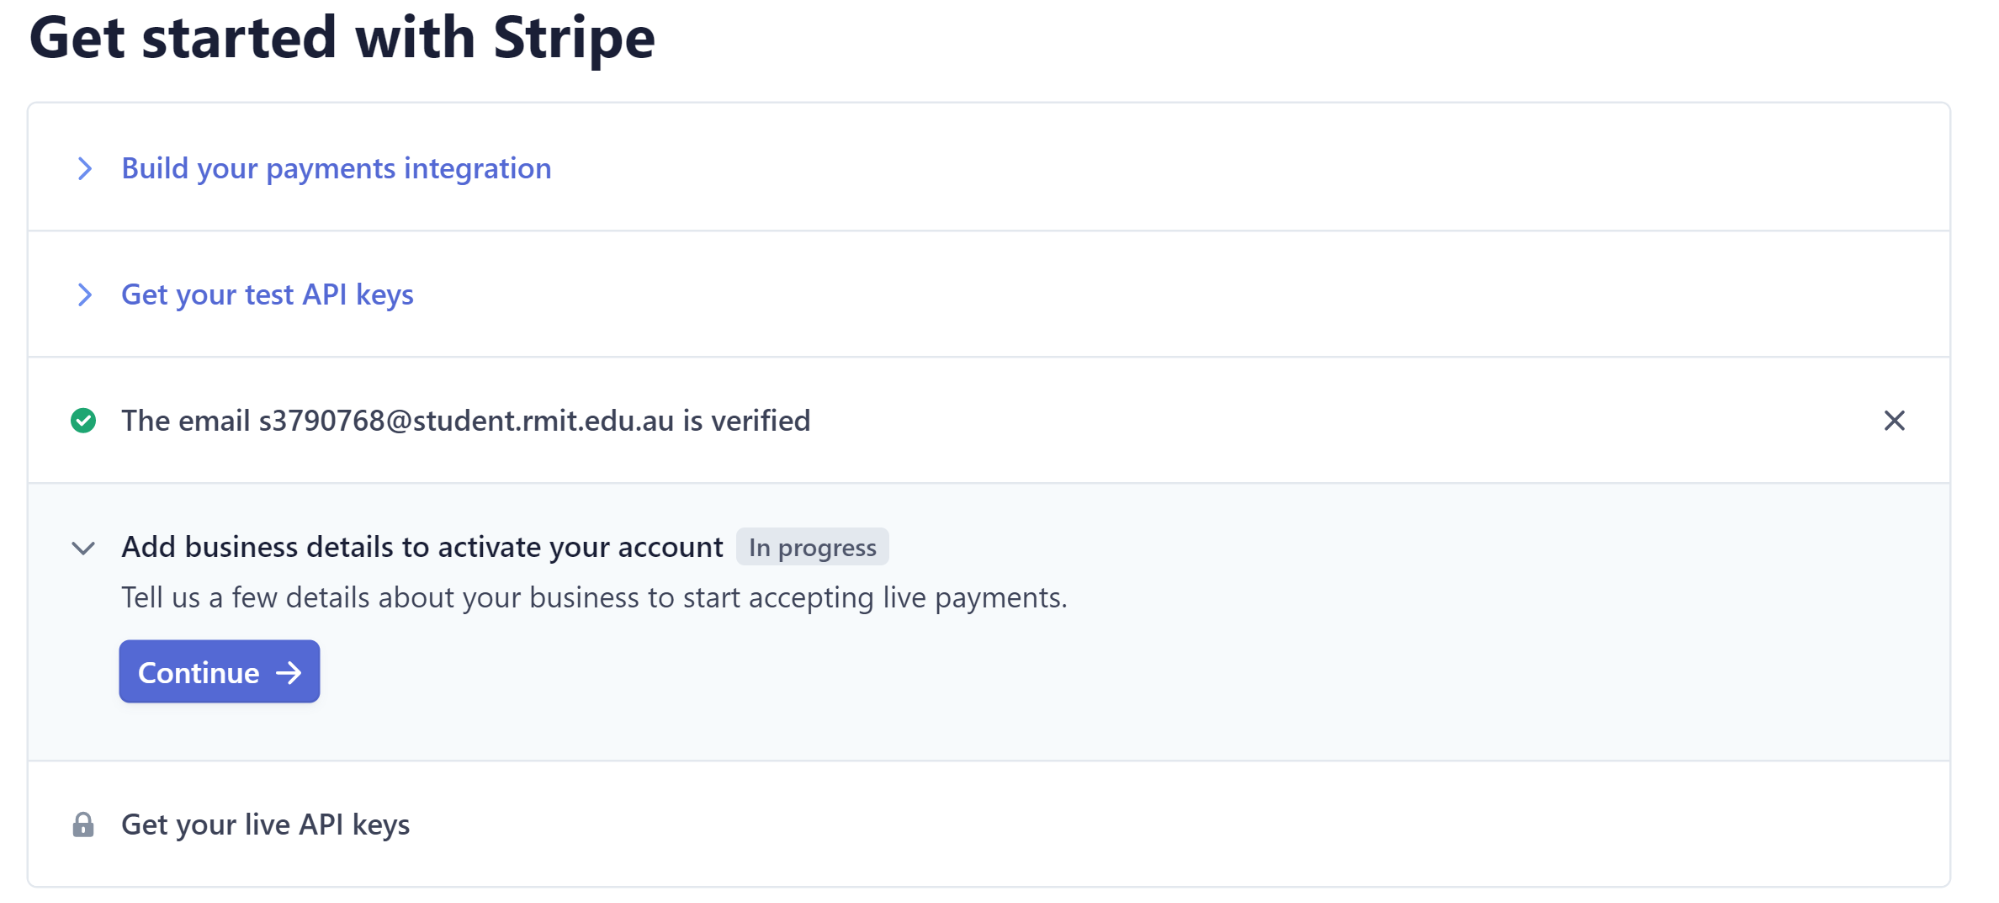 Get started with Stripe
Build your payments integration
Get your test API keys
The email s3790768@student.rmit.edu.au is verified
Add business details to activate your account In progress
Tell us a few details about your business to start accepting live payments.
Continue →
Get your live API keys